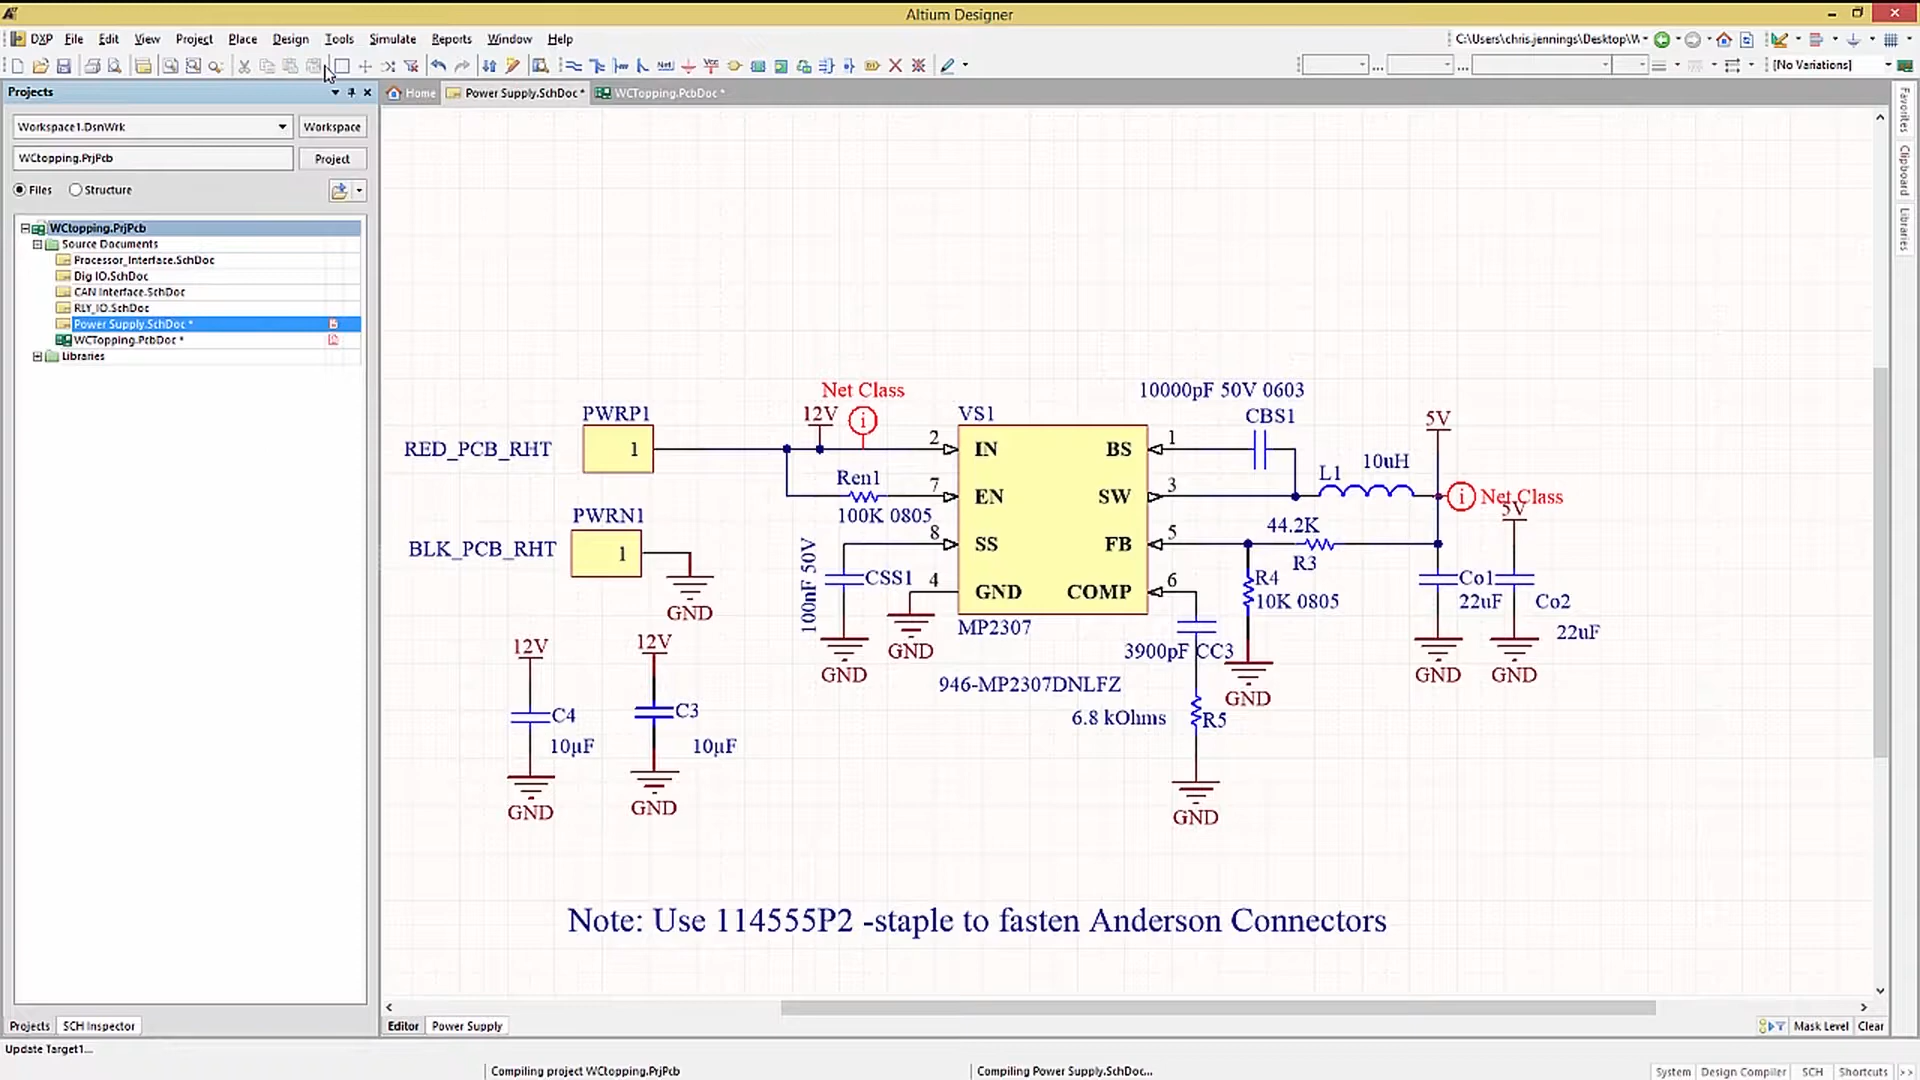 Altium Designer
DXP File Edit View Project Place Design Tools Simulate Reports Window Help
C:\Users\chris.jennings\Desktop\W
... ... [No Variations]
Projects
Home Power Supply.SchDoc * WCTopping.PcbDoc *
Workspace1.DsnWrk Workspace
WCtopping.PrjPcb Project
Files Structure
WCtopping.PrjPcb
Source Documents
Processor_Interface.SchDoc
Dig IO.SchDoc
CAN Interface.SchDoc
RLY_IO.SchDoc
Power Supply.SchDoc *
WCTopping.PcbDoc *
Libraries
Favorites
Clipboard
Libraries
Net Class
10000pF 50V 0603
PWRP1 12V VS1 CBS1 5V
RED_PCB_RHT 1 2 IN BS 1
Ren1 L1 10uH
7 EN SW 3 Net Class
100K 0805 5V
PWRN1 44.2K
BLK_PCB_RHT 1 8 SS FB 5
R3
GND
100nF 50V CSS1 4 GND COMP 6
R4 10K 0805
Co1 22uF Co2 22uF
MP2307
GND GND 3900pF CC3 GND GND GND
946-MP2307DNLFZ
12V 12V
6.8 kOhms R5
C4 C3
10µF 10µF
GND GND GND
Note: Use 114555P2 -staple to fasten Anderson Connectors
Projects SCH Inspector Editor Power Supply Mask Level Clear
Update Target1...
Compiling project WCtopping.PrjPcb Compiling Power Supply.SchDoc... System Design Compiler SCH Shortcuts >>